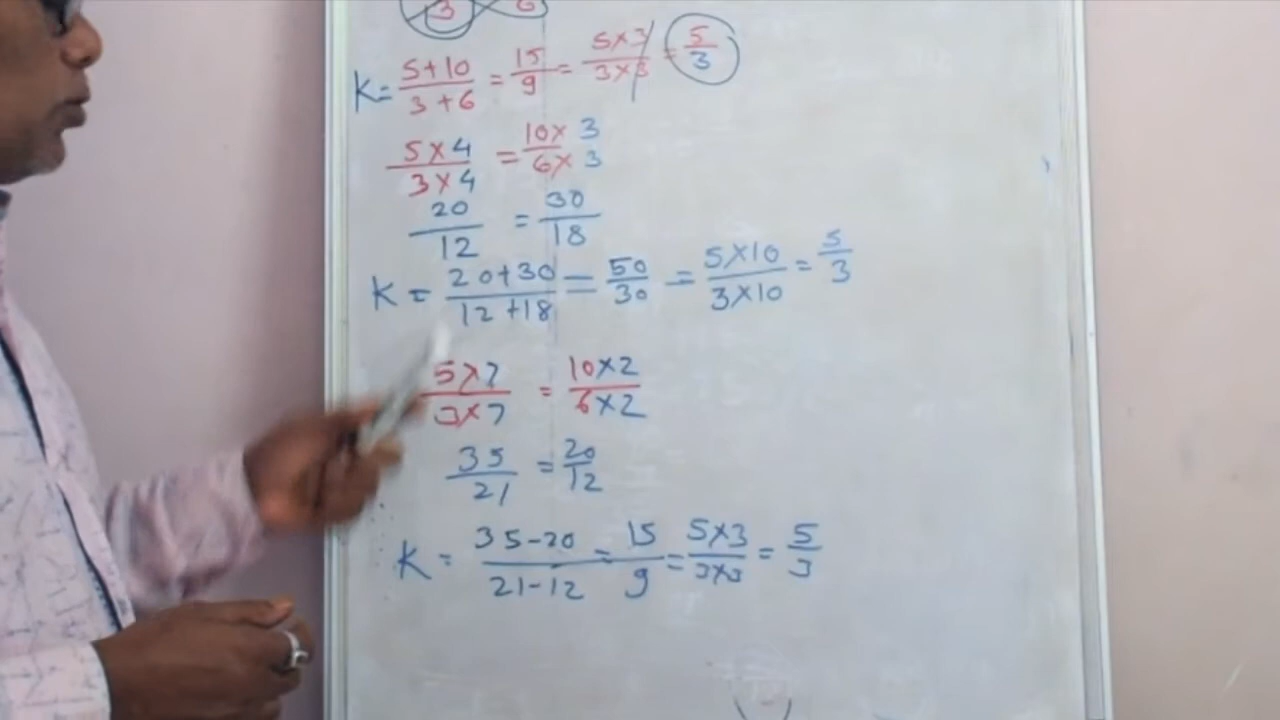 3 6
K = 5+10/3+6 = 15/9 = 5×3/3×3 = 5/3
5×4/3×4 = 10×3/6×3
20/12 = 30/18
K = 20+30/12+18 = 50/30 = 5×10/3×10 = 5/3
5×7/3×7 = 10×2/6×2
35/21 = 20/12
K = 35-20/21-12 = 15/9 = 5×3/3×3 = 5/3